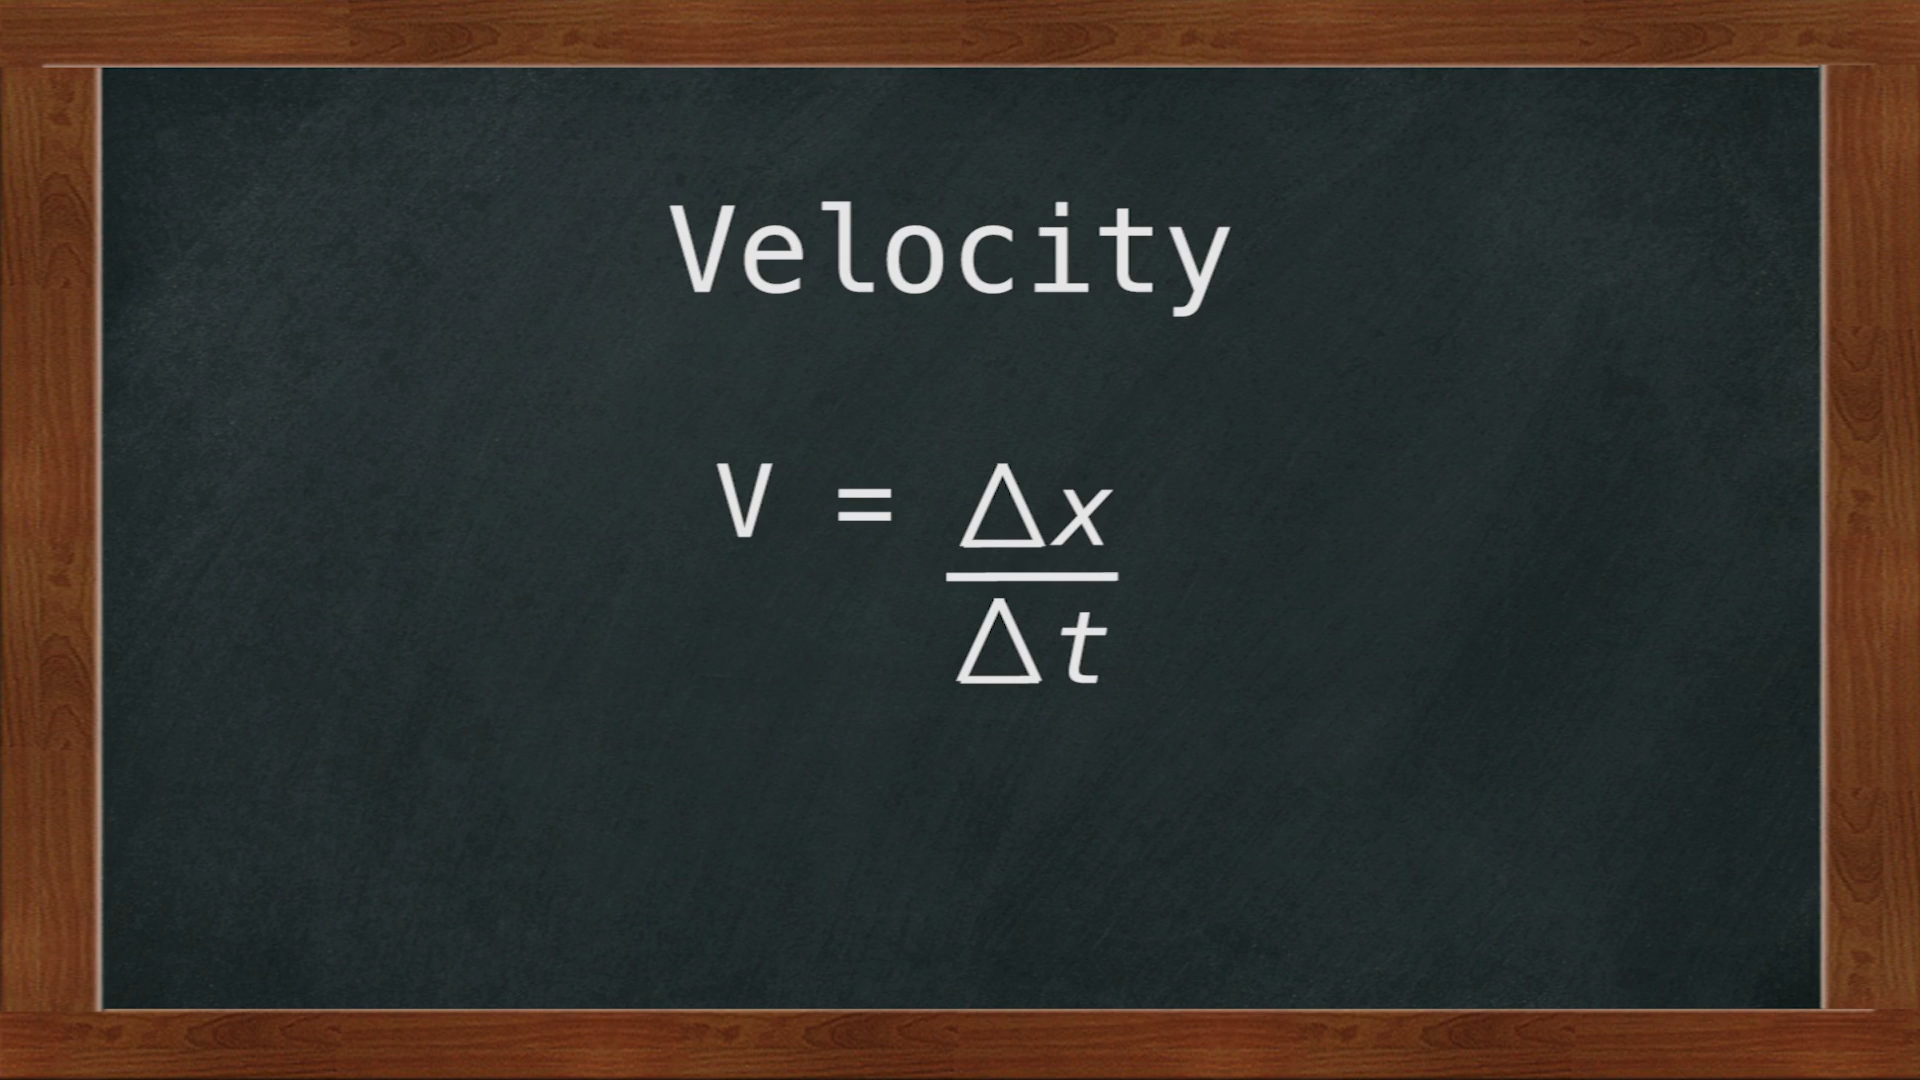 Velocity
V = Δx
Δt